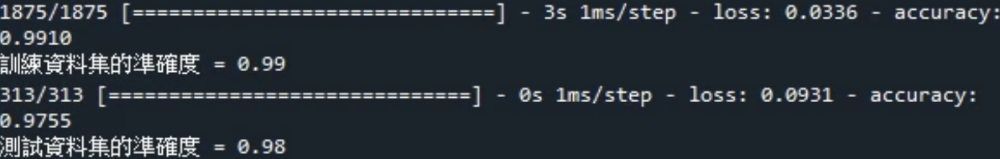 1875/1875 [==============================] - 3s 1ms/step - loss: 0.0336 - accuracy:
0.9910
訓練資料集的準確度 = 0.99
313/313 [==============================] - 0s 1ms/step - loss: 0.0931 - accuracy:
0.9755
測試資料集的準確度 = 0.98